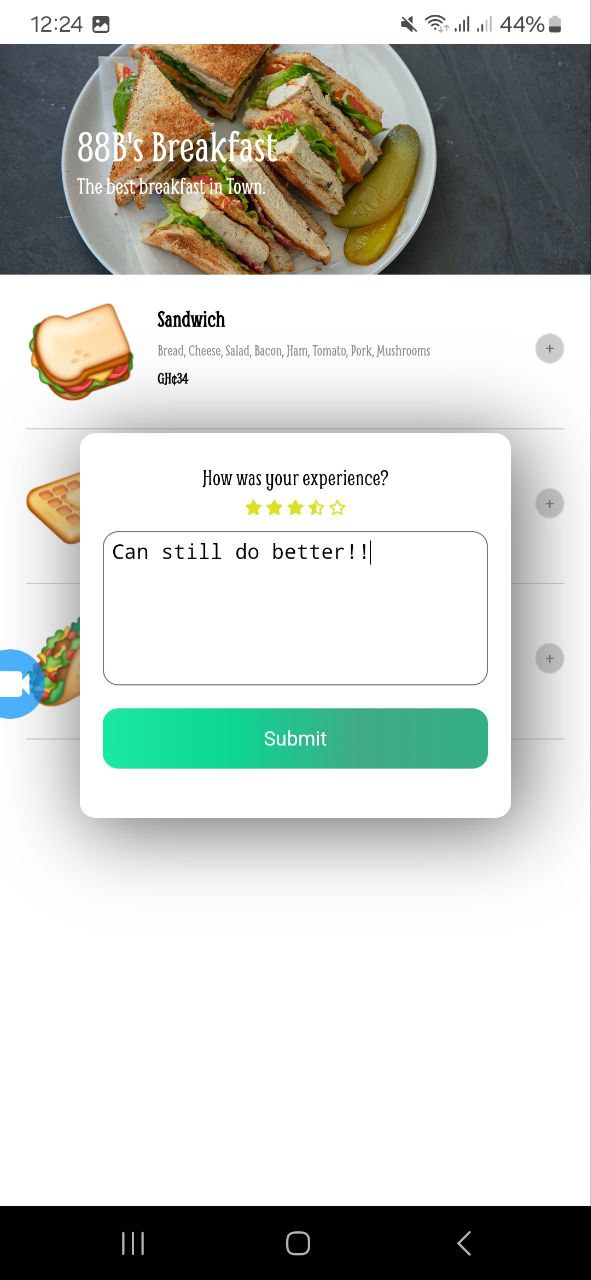 12:24
44%
88B's Breakfast
The best breakfast in Town.
Sandwich
Bread, Cheese, Salad, Bacon, Ham, Tomato, Pork, Mushrooms
GH¢34
+
How was your experience?
+
Can still do better!!
+
Submit